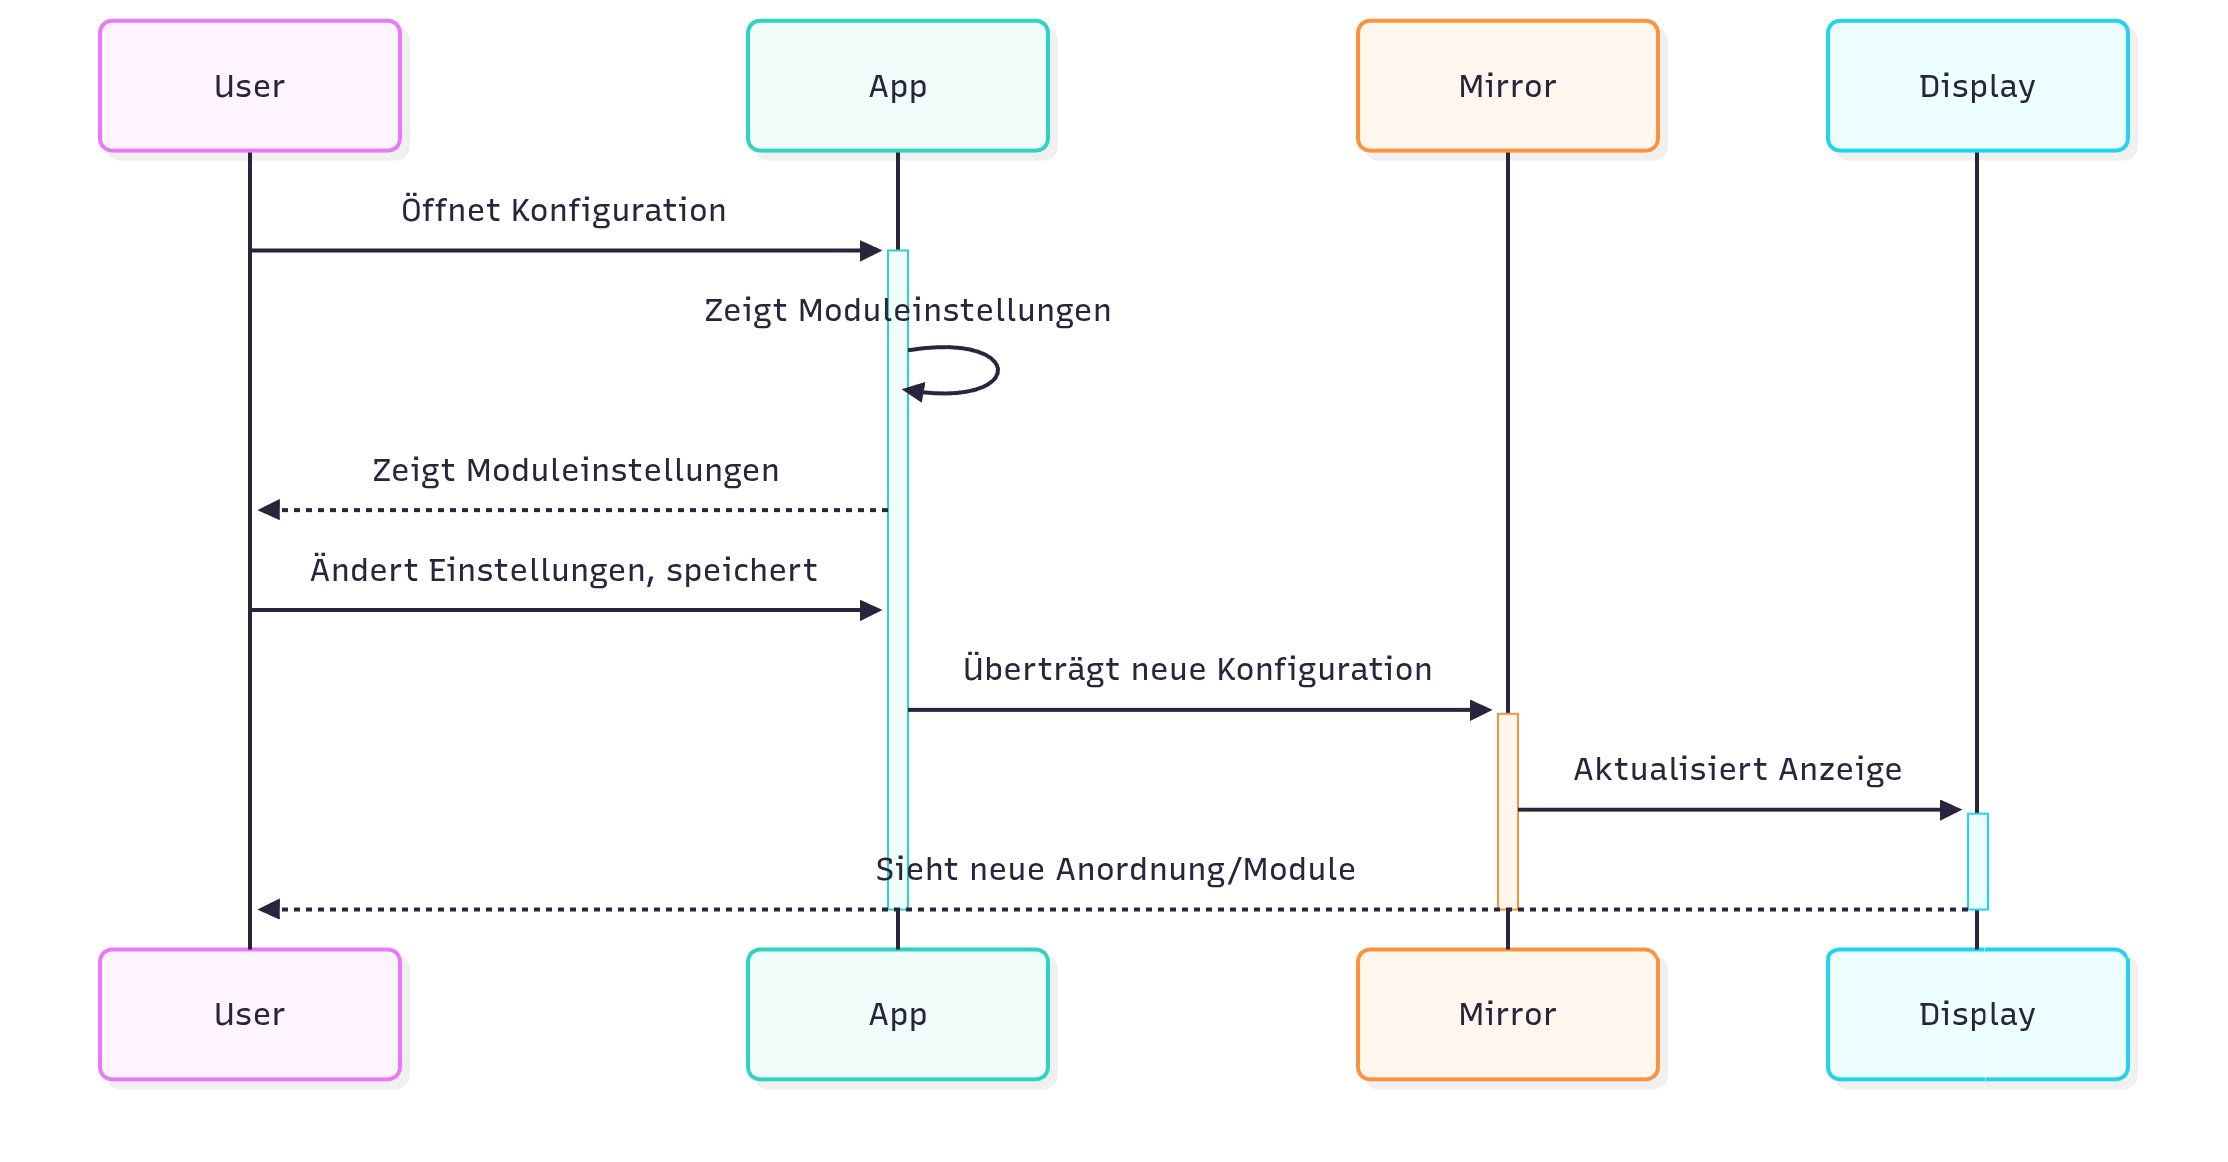 User
App
Mirror
Display
Öffnet Konfiguration
Zeigt Moduleinstellungen
Zeigt Moduleinstellungen
Ändert Einstellungen, speichert
Überträgt neue Konfiguration
Aktualisiert Anzeige
Sieht neue Anordnung/Module
User
App
Mirror
Display